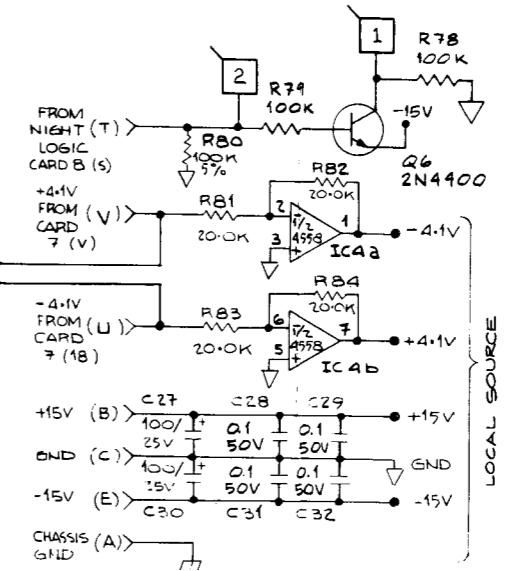 1
R78
100K
2
R79
100K
-15V
FROM
NIGHT (T)
LOGIC
CARD 8 (S)
R80
100K
5%
Q6
2N4400
+4.1V
FROM (V)
CARD
7 (V)
R81
20.0K
R82
20.0K
2
-
1/2
4558
3
+
1
IC4a
-4.1V
-4.1V
FROM (U)
CARD
7 (18)
R83
20.0K
R84
20.0K
6
-
1/2
4558
5
+
7
IC4b
+4.1V
LOCAL SOURCE
C27 C28 C29
+15V (B)
100/ +
25V
0.1
50V
0.1
50V
+15V
GND (C)
GND
100/ +
25V
0.1
50V
0.1
50V
-15V (E)
-15V
C30 C31 C32
CHASSIS (A)
GND